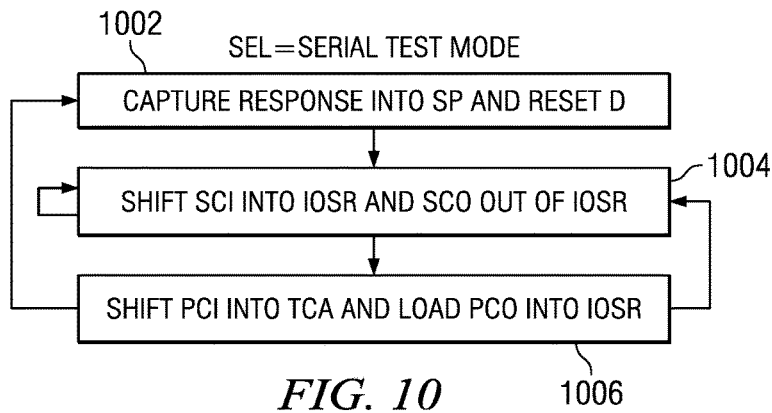 1002
SEL=SERIAL TEST MODE
CAPTURE RESPONSE INTO SP AND RESET D
1004
SHIFT SCI INTO IOSR AND SCO OUT OF IOSR
SHIFT PCI INTO TCA AND LOAD PCO INTO IOSR
1006
FIG. 10